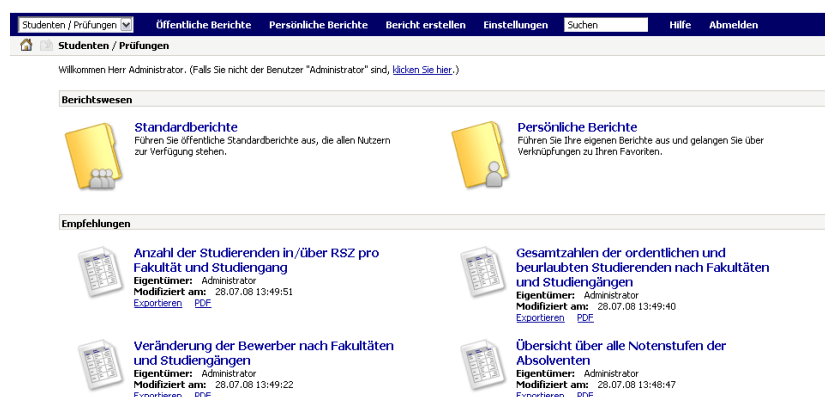 Studenten / Prüfungen Öffentliche Berichte Persönliche Berichte Bericht erstellen Einstellungen Suchen Hilfe Abmelden
Studenten / Prüfungen
Willkommen Herr Administrator. (Falls Sie nicht der Benutzer "Administrator" sind, klicken Sie hier.)
Berichtswesen
Standardberichte
Führen Sie öffentliche Standardberichte aus, die allen Nutzern
zur Verfügung stehen.
Persönliche Berichte
Führen Sie Ihre eigenen Berichte aus und gelangen Sie über
Verknüpfungen zu Ihren Favoriten.
Empfehlungen
Anzahl der Studierenden in/über RSZ pro
Fakultät und Studiengang
Eigentümer: Administrator
Modifiziert am: 28.07.08 13:49:51
Exportieren PDF
Gesamtzahlen der ordentlichen und
beurlaubten Studierenden nach Fakultäten
und Studiengängen
Eigentümer: Administrator
Modifiziert am: 28.07.08 13:49:40
Exportieren PDF
Veränderung der Bewerber nach Fakultäten
und Studiengängen
Eigentümer: Administrator
Modifiziert am: 28.07.08 13:49:22
Exportieren PDF
Übersicht über alle Notenstufen der
Absolventen
Eigentümer: Administrator
Modifiziert am: 28.07.08 13:48:47
Exportieren PDF